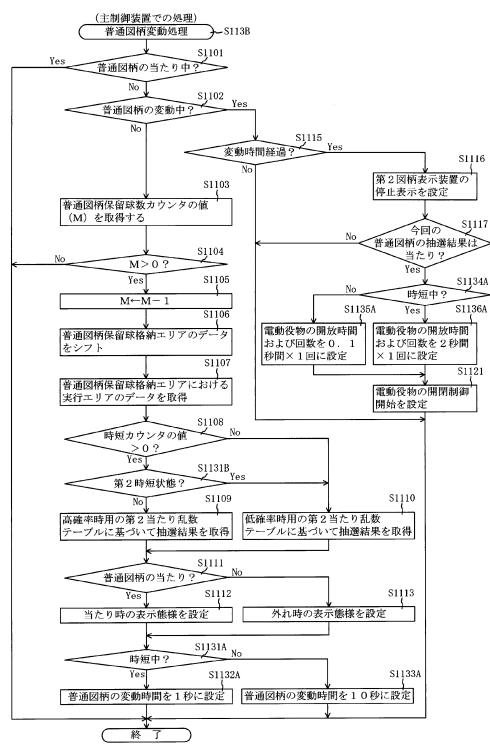 (主制御装置での処理)
普通図柄変動処理
S113B
S1101
普通図柄の当たり中?
Yes
No
S1102
普通図柄の変動中?
Yes
No
S1115
変動時間経過?
Yes
No
S1116
第2図柄表示装置の
停止表示を設定
S1117
今回の
普通図柄の抽選結果は
当たり?
No
Yes
S1134A
時短中?
No
Yes
S1135A
電動役物の開放時間
および回数を0.1
秒間×1回に設定
S1136A
電動役物の開放時間
および回数を2秒間
×1回に設定
S1121
電動役物の開閉制御
開始を設定
S1103
普通図柄保留球数カウンタの値
(M)を取得する
S1104
M>0?
No
Yes
S1105
M←M-1
S1106
普通図柄保留球格納エリアのデータ
をシフト
S1107
普通図柄保留球格納エリアにおける
実行エリアのデータを取得
S1108
時短カウンタの値
>0?
No
Yes
S1131B
第2時短状態?
Yes
No
S1109
高確率時用の第2当たり乱数
テーブルに基づいて抽選結果を取得
S1110
低確率時用の第2当たり乱数
テーブルに基づいて抽選結果を取得
S1111
普通図柄の当たり?
No
Yes
S1112
当たり時の表示態様を設定
S1113
外れ時の表示態様を設定
S1131A
時短中?
No
Yes
S1132A
普通図柄の変動時間を1秒に設定
S1133A
普通図柄の変動時間を10秒に設定
終 了